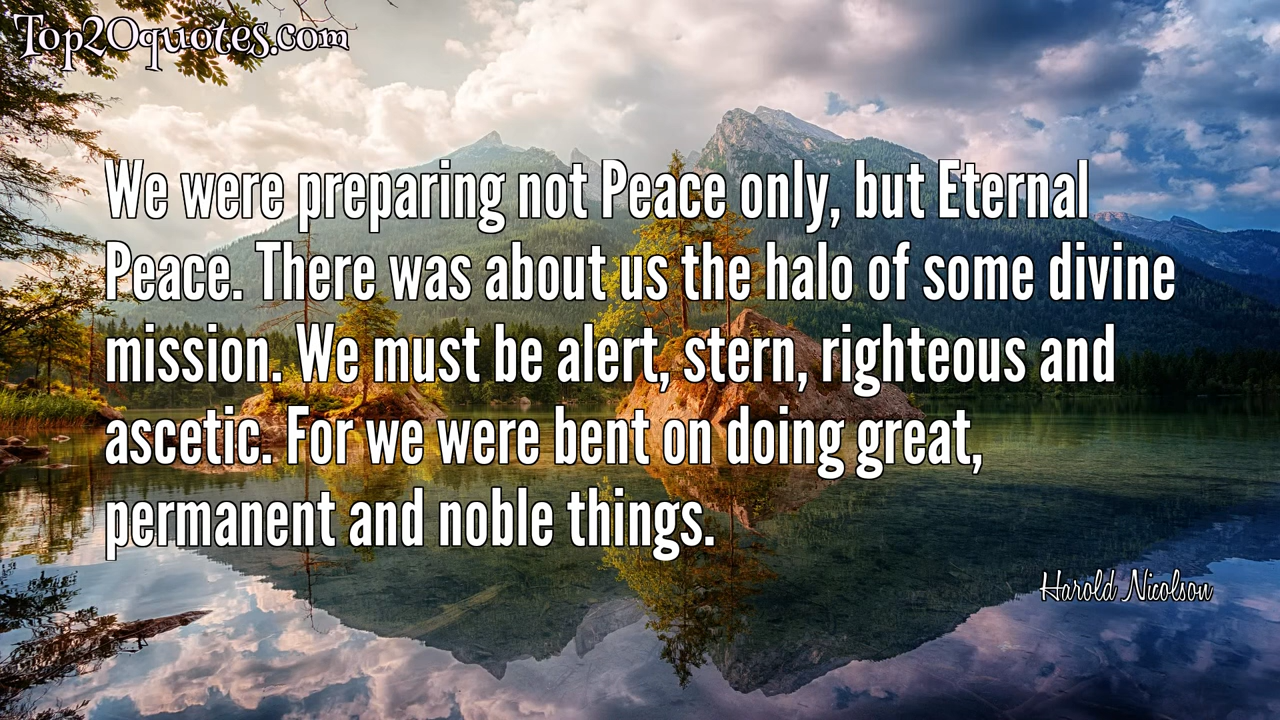 Top20quotes.com
We were preparing not Peace only, but Eternal
Peace. There was about us the halo of some divine
mission. We must be alert, stern, righteous and
ascetic. For we were bent on doing great,
permanent and noble things.
Harold Nicolson